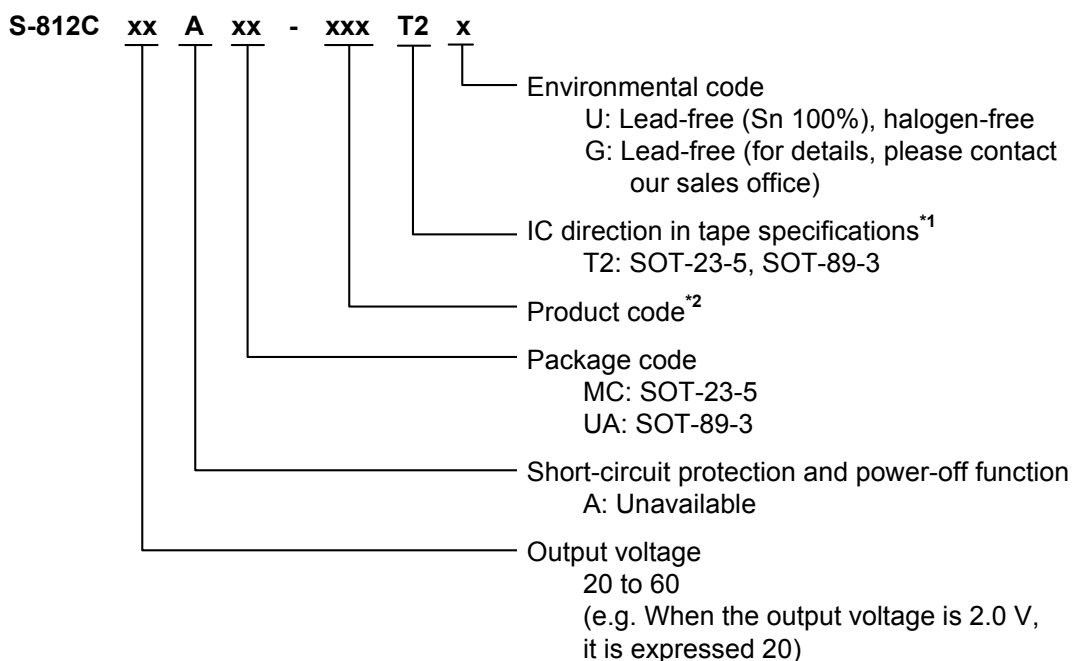 S-812C xx A xx - xxx T2 x
Environmental code
U: Lead-free (Sn 100%), halogen-free
G: Lead-free (for details, please contact
our sales office)
IC direction in tape specifications*1
T2: SOT-23-5, SOT-89-3
Product code*2
Package code
MC: SOT-23-5
UA: SOT-89-3
Short-circuit protection and power-off function
A: Unavailable
Output voltage
20 to 60
(e.g. When the output voltage is 2.0 V,
it is expressed 20)